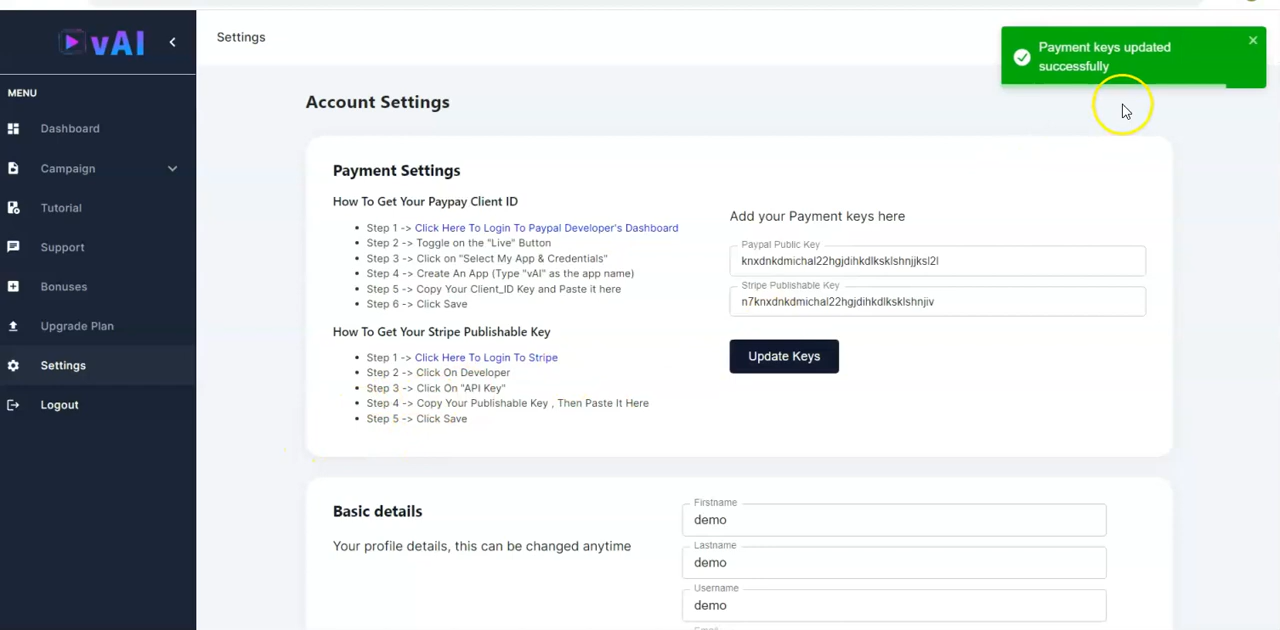 vAI
MENU
Dashboard
Campaign
Tutorial
Support
Bonuses
Upgrade Plan
Settings
Logout
Settings
Payment keys updated
successfully
Account Settings
Payment Settings
How To Get Your Paypay Client ID
Step 1 -> Click Here To Login To Paypal Developer's Dashboard
Step 2 -> Toggle on the "Live" Button
Step 3 -> Click on "Select My App & Credentials"
Step 4 -> Create An App (Type "vAI" as the app name)
Step 5 -> Copy Your Client_ID Key and Paste it here
Step 6 -> Click Save
How To Get Your Stripe Publishable Key
Step 1 -> Click Here To Login To Stripe
Step 2 -> Click On Developer
Step 3 -> Click On "API Key"
Step 4 -> Copy Your Publishable Key , Then Paste It Here
Step 5 -> Click Save
Add your Payment keys here
Paypal Public Key
Stripe Publishable Key
n7knxdnkdmichal22hgjdihkdlksklshnjiv
Update Keys
Basic details
Your profile details, this can be changed anytime
Firstname
demo
Lastname
demo
Username
demo